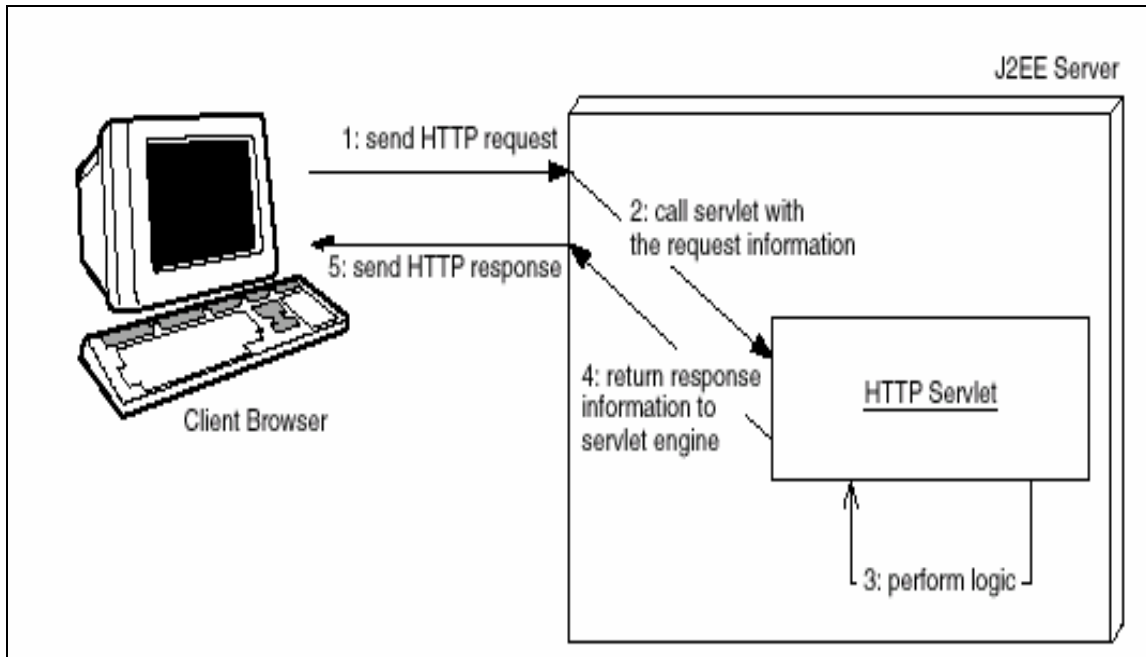 J2EE Server
1: send HTTP request
2: call servlet with
the request information
5: send HTTP response
4: return response
information to
servlet engine
HTTP Servlet
Client Browser
3: perform logic